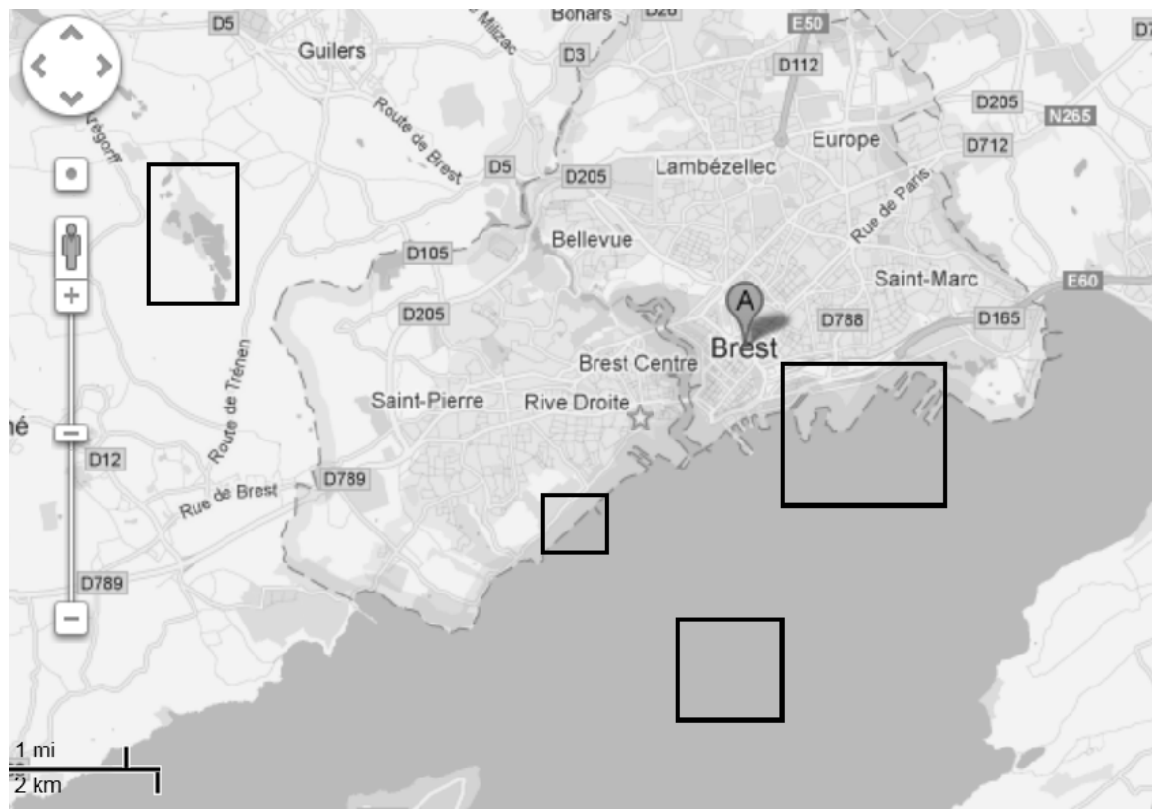 D5
Milizac
Bohars
D26
E50
Guilers
D3
D112
D205
N265
Europe
Route de Brest
D5
Lambézellec
D712
D205
Rue de Paris
Bellevue
D105
Saint-Marc
E60
A
D205
D788
D165
Brest
Brest Centre
Route de Trénen
Saint-Pierre
Rive Droite
D12
D789
Rue de Brest
D789
1 mi
2 km